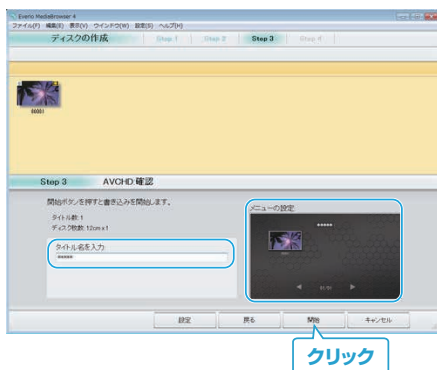 Everio MediaBrowser 4
ファイル(F) 編集(E) 表示(V) ウインドウ(W) 設定(S) ヘルプ(H)
ディスクの作成 Step 1 Step 2 Step 3 Step 4
00001
Step 3 AVCHD:確認
開始ボタンを押すと書き込みを開始します。
タイトル数:1
ディスク枚数:12cm x1
タイトル名を入力:
*****
メニューの設定
*****
◀ 01/01 ▶
設定 戻る 開始 キャンセル
クリック